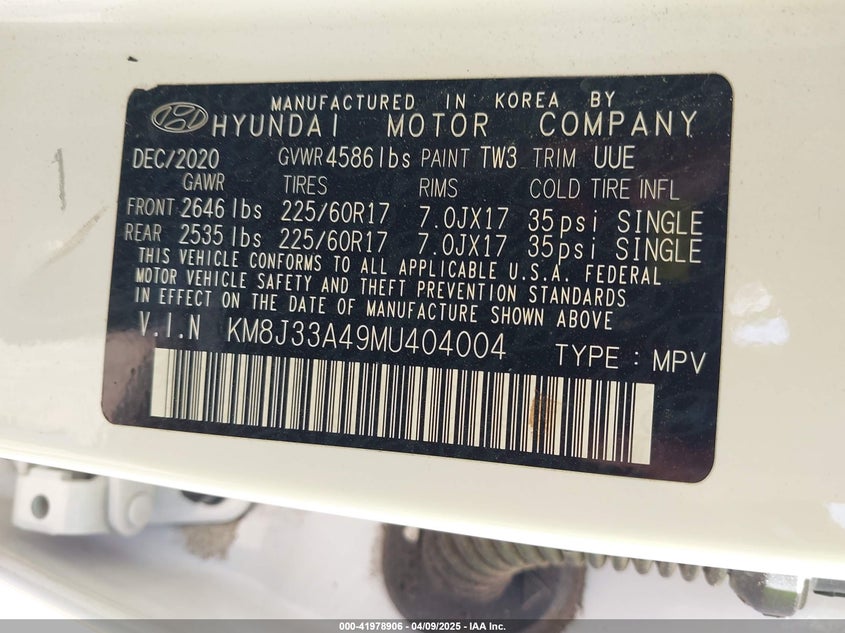 MANUFACTURED IN KOREA BY
HYUNDAI MOTOR COMPANY
DEC/2020 GVWR 4586 lbs PAINT TW3 TRIM UUE
GAWR TIRES RIMS COLD TIRE INFL
FRONT 2646 lbs 225/60R17 7.0JX17 35psi SINGLE
REAR 2535 lbs 225/60R17 7.0JX17 35psi SINGLE
THIS VEHICLE CONFORMS TO ALL APPLICABLE U.S.A. FEDERAL
MOTOR VEHICLE SAFETY AND THEFT PREVENTION STANDARDS
IN EFFECT ON THE DATE OF MANUFACTURE SHOWN ABOVE
V.I.N KM8J33A49MU404004 TYPE : MPV
000-41978906 04/09/2025 - IAA Inc.